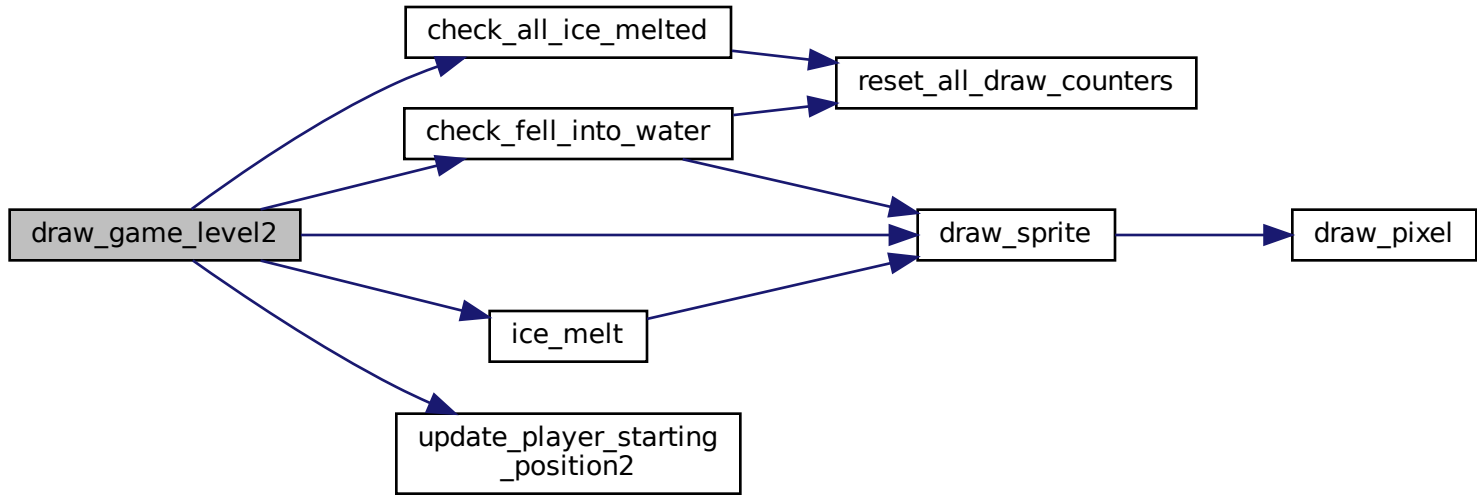 check_all_ice_melted
reset_all_draw_counters
check_fell_into_water
draw_game_level2
draw_sprite
draw_pixel
ice_melt
update_player_starting
_position2